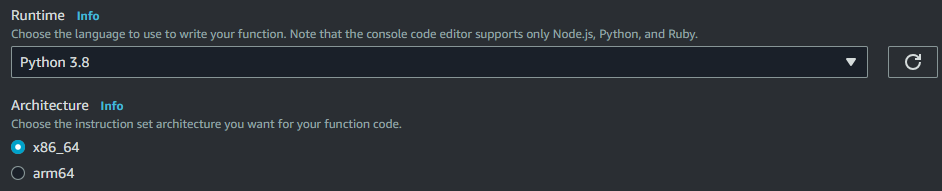 Runtime Info
Choose the language to use to write your function. Note that the console code editor supports only Node.js, Python, and Ruby.
Python 3.8
Architecture Info
Choose the instruction set architecture you want for your function code.
x86_64
arm64